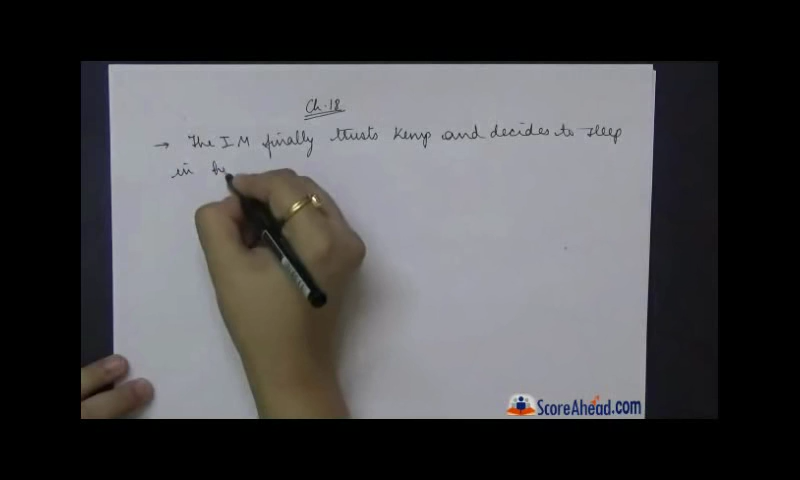 Ch. 18
→ The I M finally trusts Kemp and decides to sleep
in
ScoreAhead.com